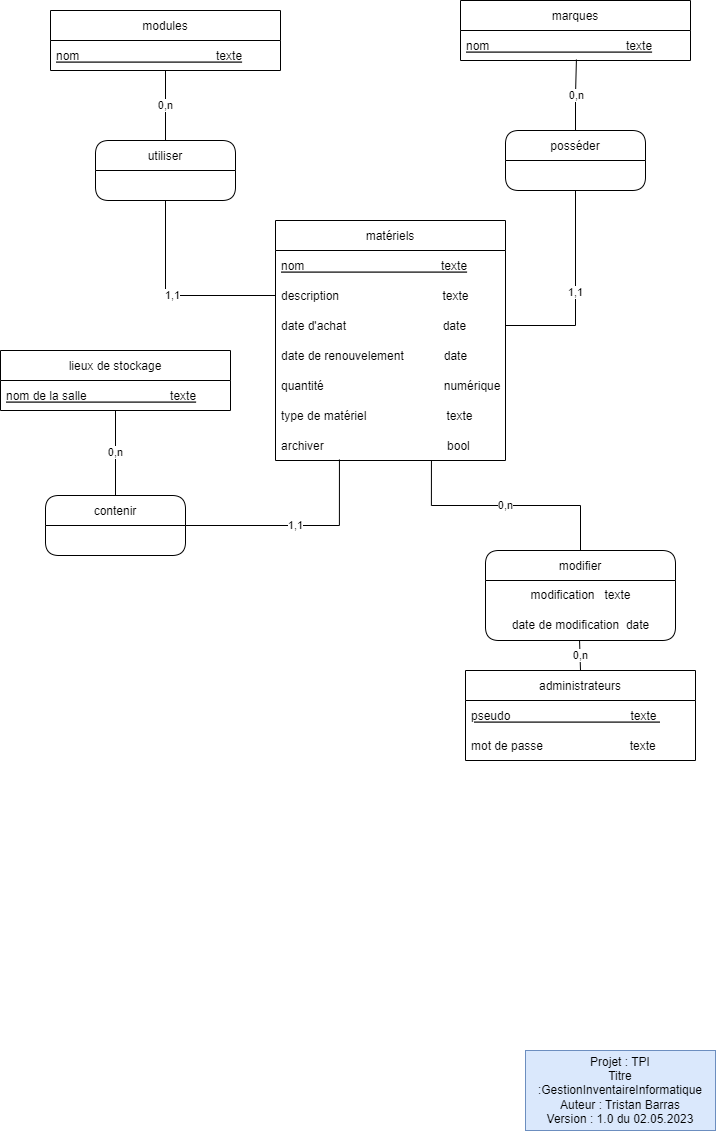 modules
nom texte
0,n
utiliser
1,1
marques
nom texte
0,n
posséder
1,1
matériels
nom texte
description texte
date d'achat date
date de renouvelement date
quantité numérique
type de matériel texte
archiver bool
lieux de stockage
nom de la salle texte
0,n
contenir
1,1
0,n
modifier
modification texte
date de modification date
0,n
administrateurs
pseudo texte
mot de passe texte
Projet : TPI
Titre
:GestionInventaireInformatique
Auteur : Tristan Barras
Version : 1.0 du 02.05.2023